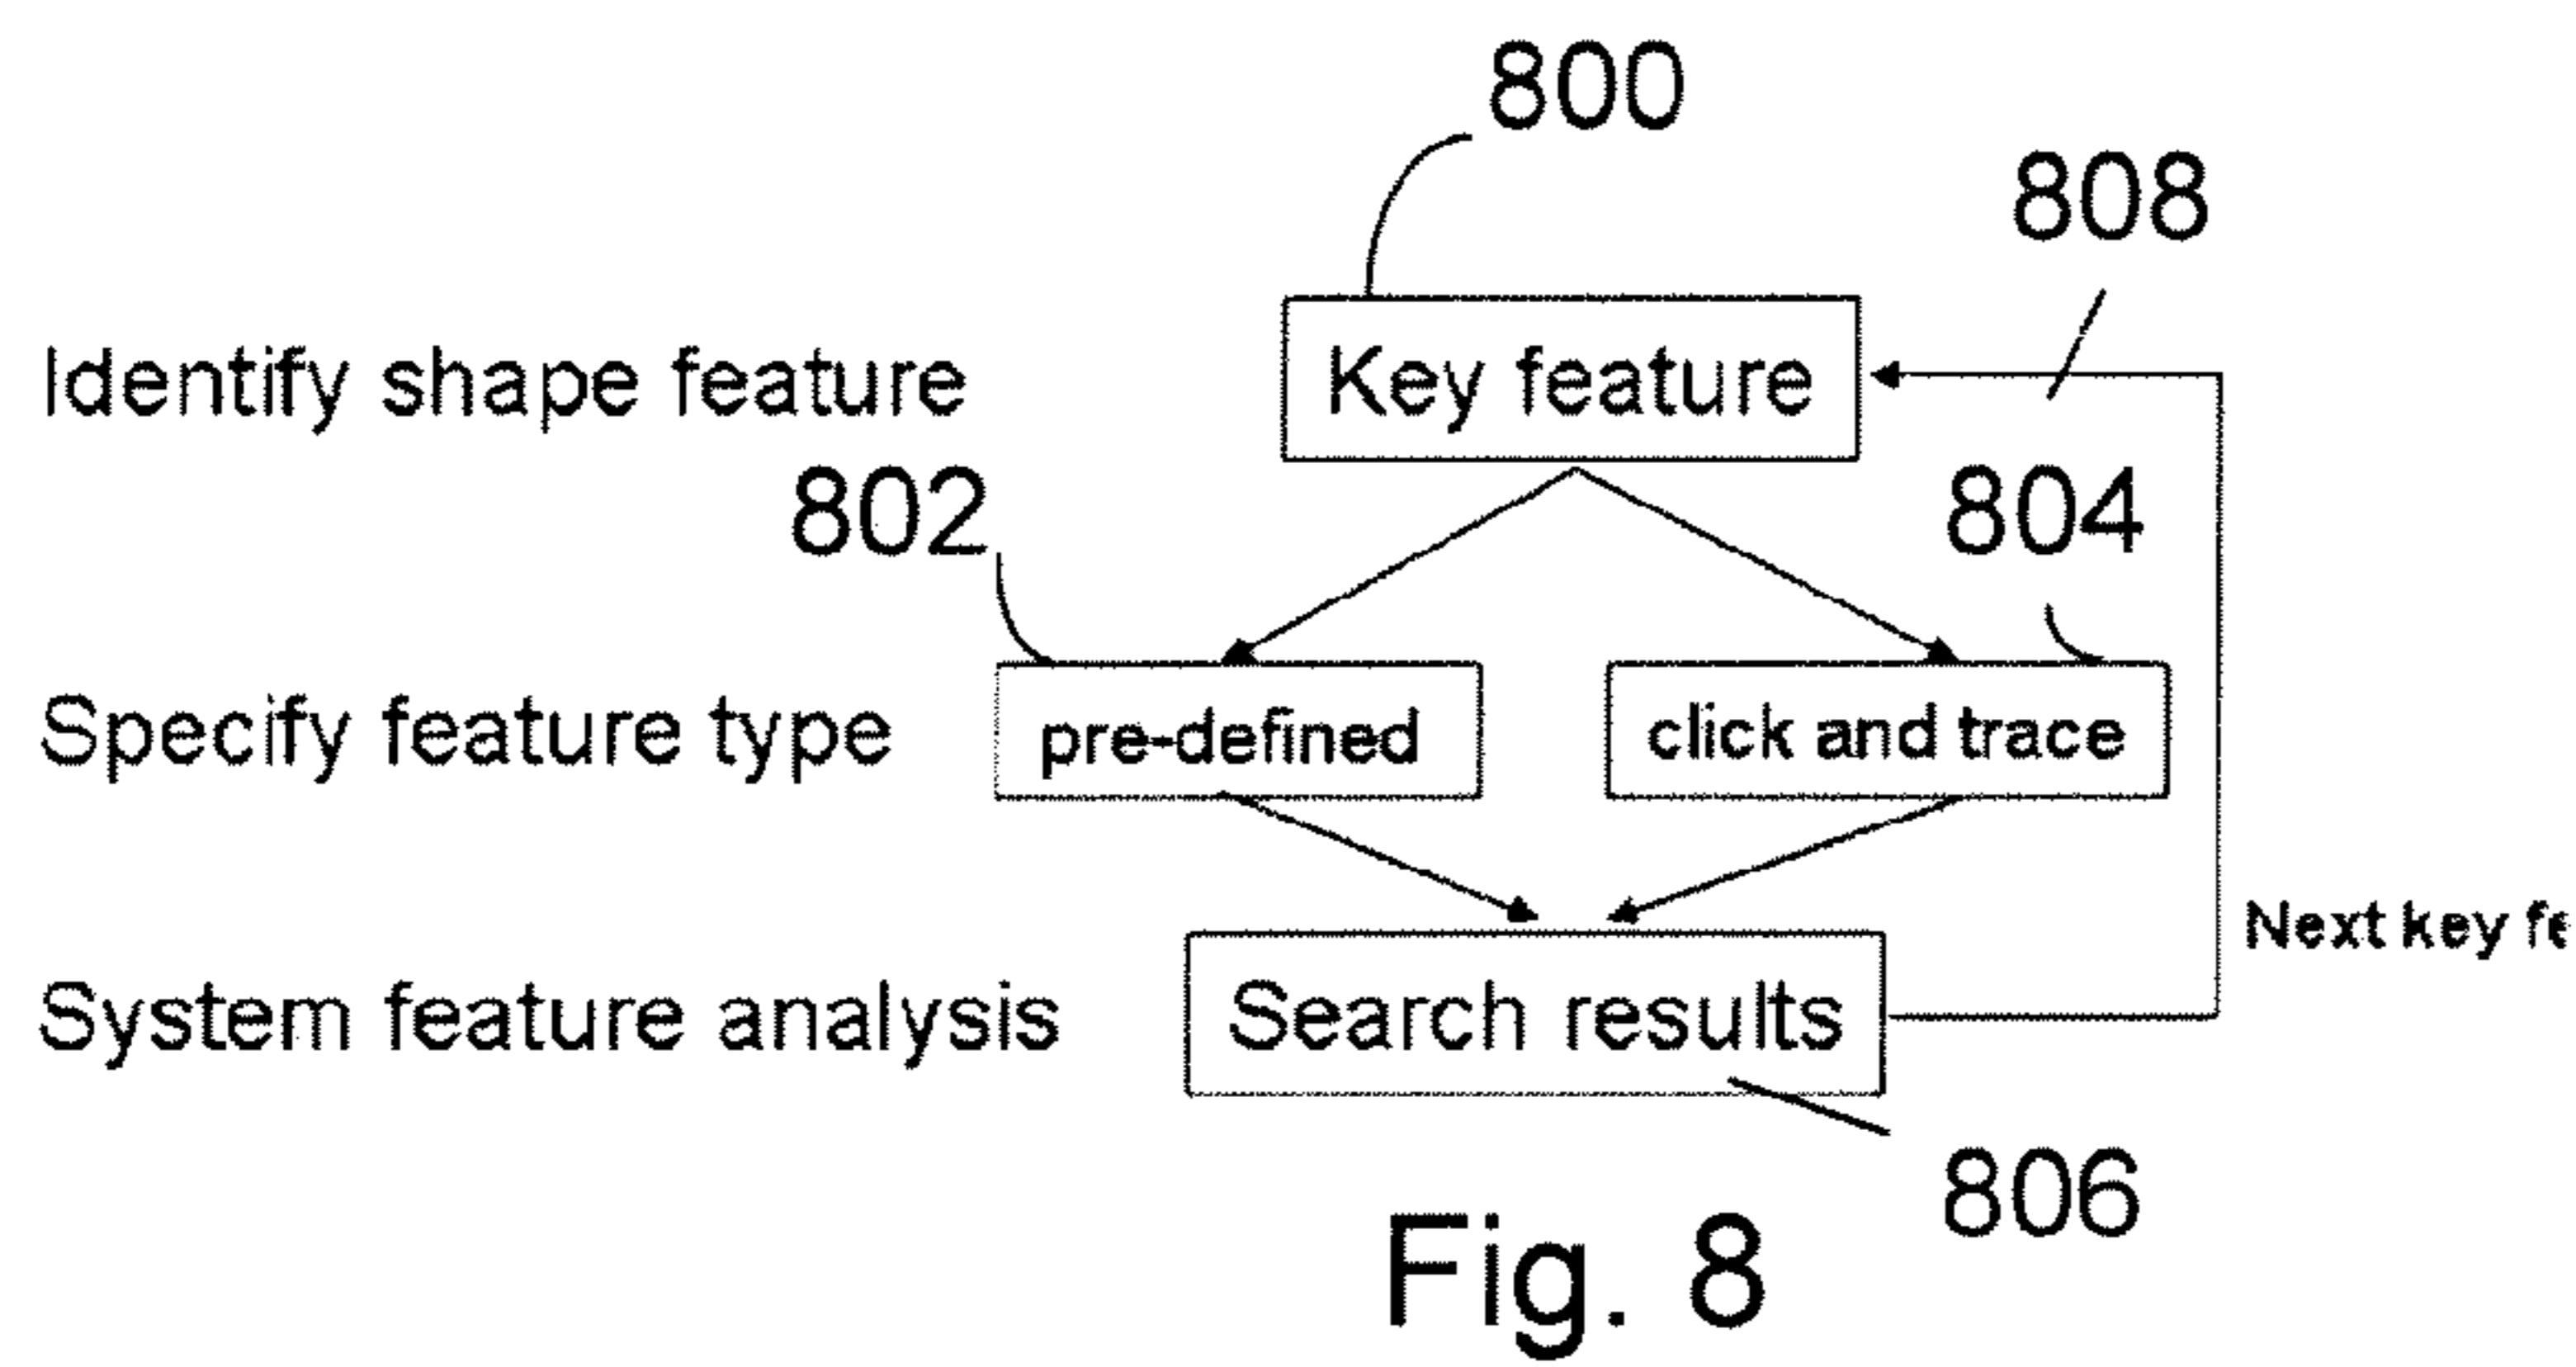 800
808
Identify shape feature
Key feature
802
804
Specify feature type
pre-defined
click and trace
Next key
System feature analysis
Search results
806
Fig. 8